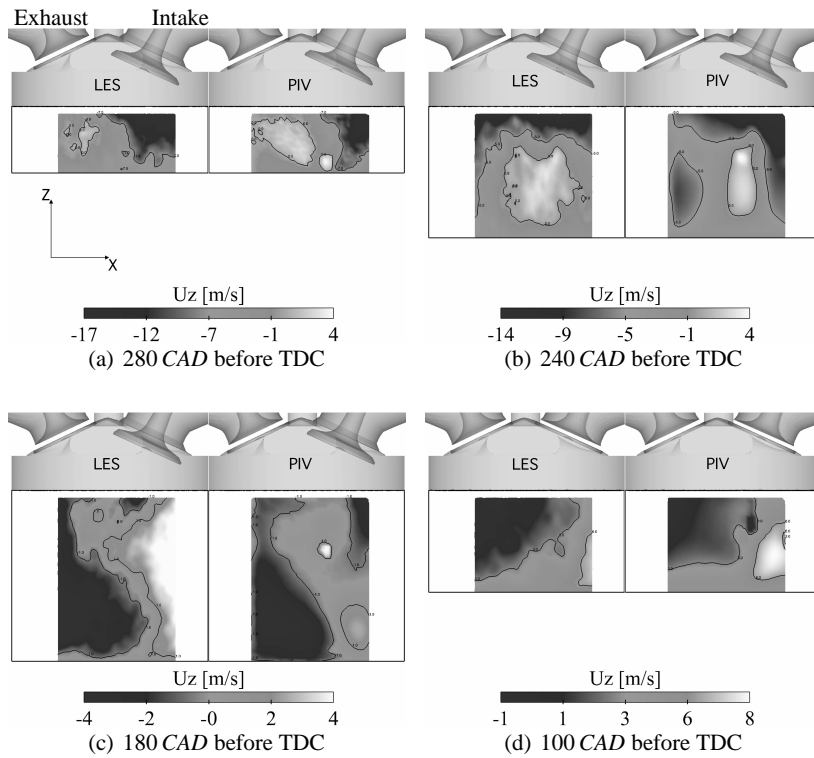 Exhaust Intake
LES PIV
LES PIV
Z
X
Uz [m/s]
-17 -12 -7 -1 4
(a) 280 CAD before TDC
Uz [m/s]
-14 -9 -5 -1 4
(b) 240 CAD before TDC
LES PIV
LES PIV
Uz [m/s]
-4 -2 -0 2 4
(c) 180 CAD before TDC
Uz [m/s]
-1 1 3 6 8
(d) 100 CAD before TDC